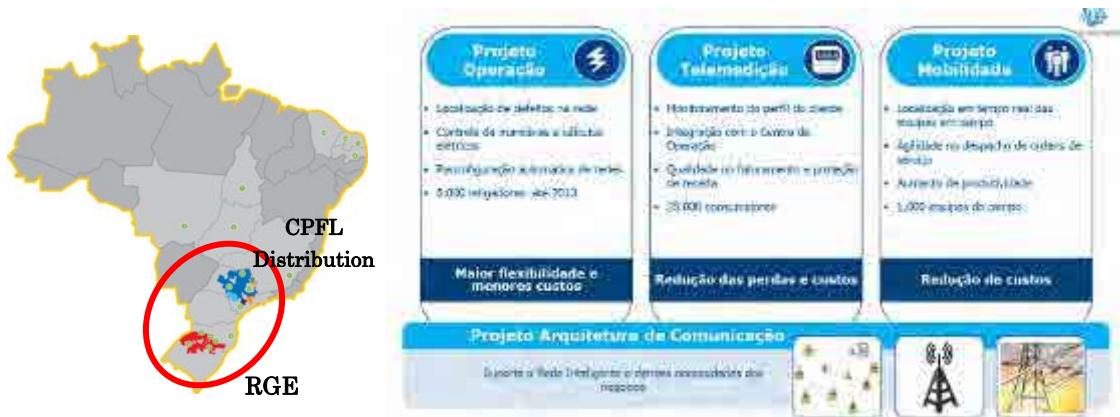 CPFL
Distribution
RGE
Projeto
Operação
• Localização de defeitos na rede
• Controle de manobras e cálculos
elétricos
• Reconfiguração automática de redes
• 5.000 religadores até 2013
Maior flexibilidade e
menores custos
Projeto
Telemedição
• Monitoramento do perfil do cliente
• Integração com o Centro de
Operação
• Qualidade no faturamento e proteção
de receita
• 25.000 consumidores
Redução das perdas e custos
Projeto
Mobilidade
• Localização em tempo real das
equipes em campo
• Agilidade no despacho de ordens de
serviço
• Aumento de produtividade
• 1.000 equipes de campo
Redução de custos
Projeto Arquitetura de Comunicação
Suporte a Rede Inteligente e demais necessidades dos
negócios